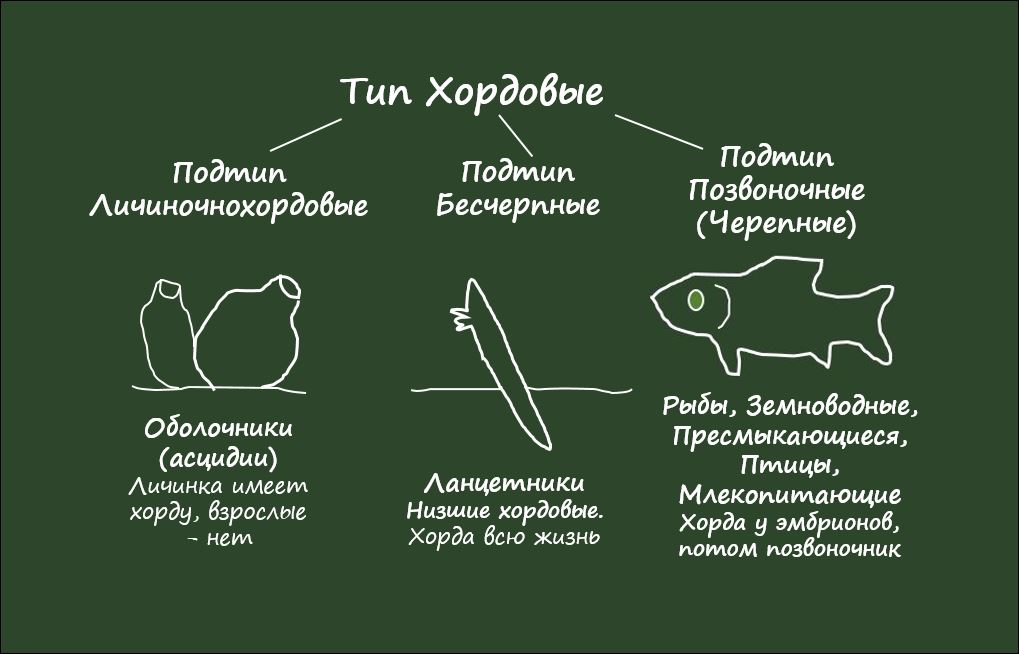 Тип Хордовые
Подтип
Личиночнохордовые
Подтип
Бесчерпные
Подтип
Позвоночные
(Черепные)
Оболочники
(асцидии)
Личинка имеет
хорду, взрослые
- нет
Ланцетники
Низшие хордовые.
Хорда всю жизнь
Рыбы, Земноводные,
Пресмыкающиеся,
Птицы,
Млекопитающие
Хорда у эмбрионов,
потом позвоночник